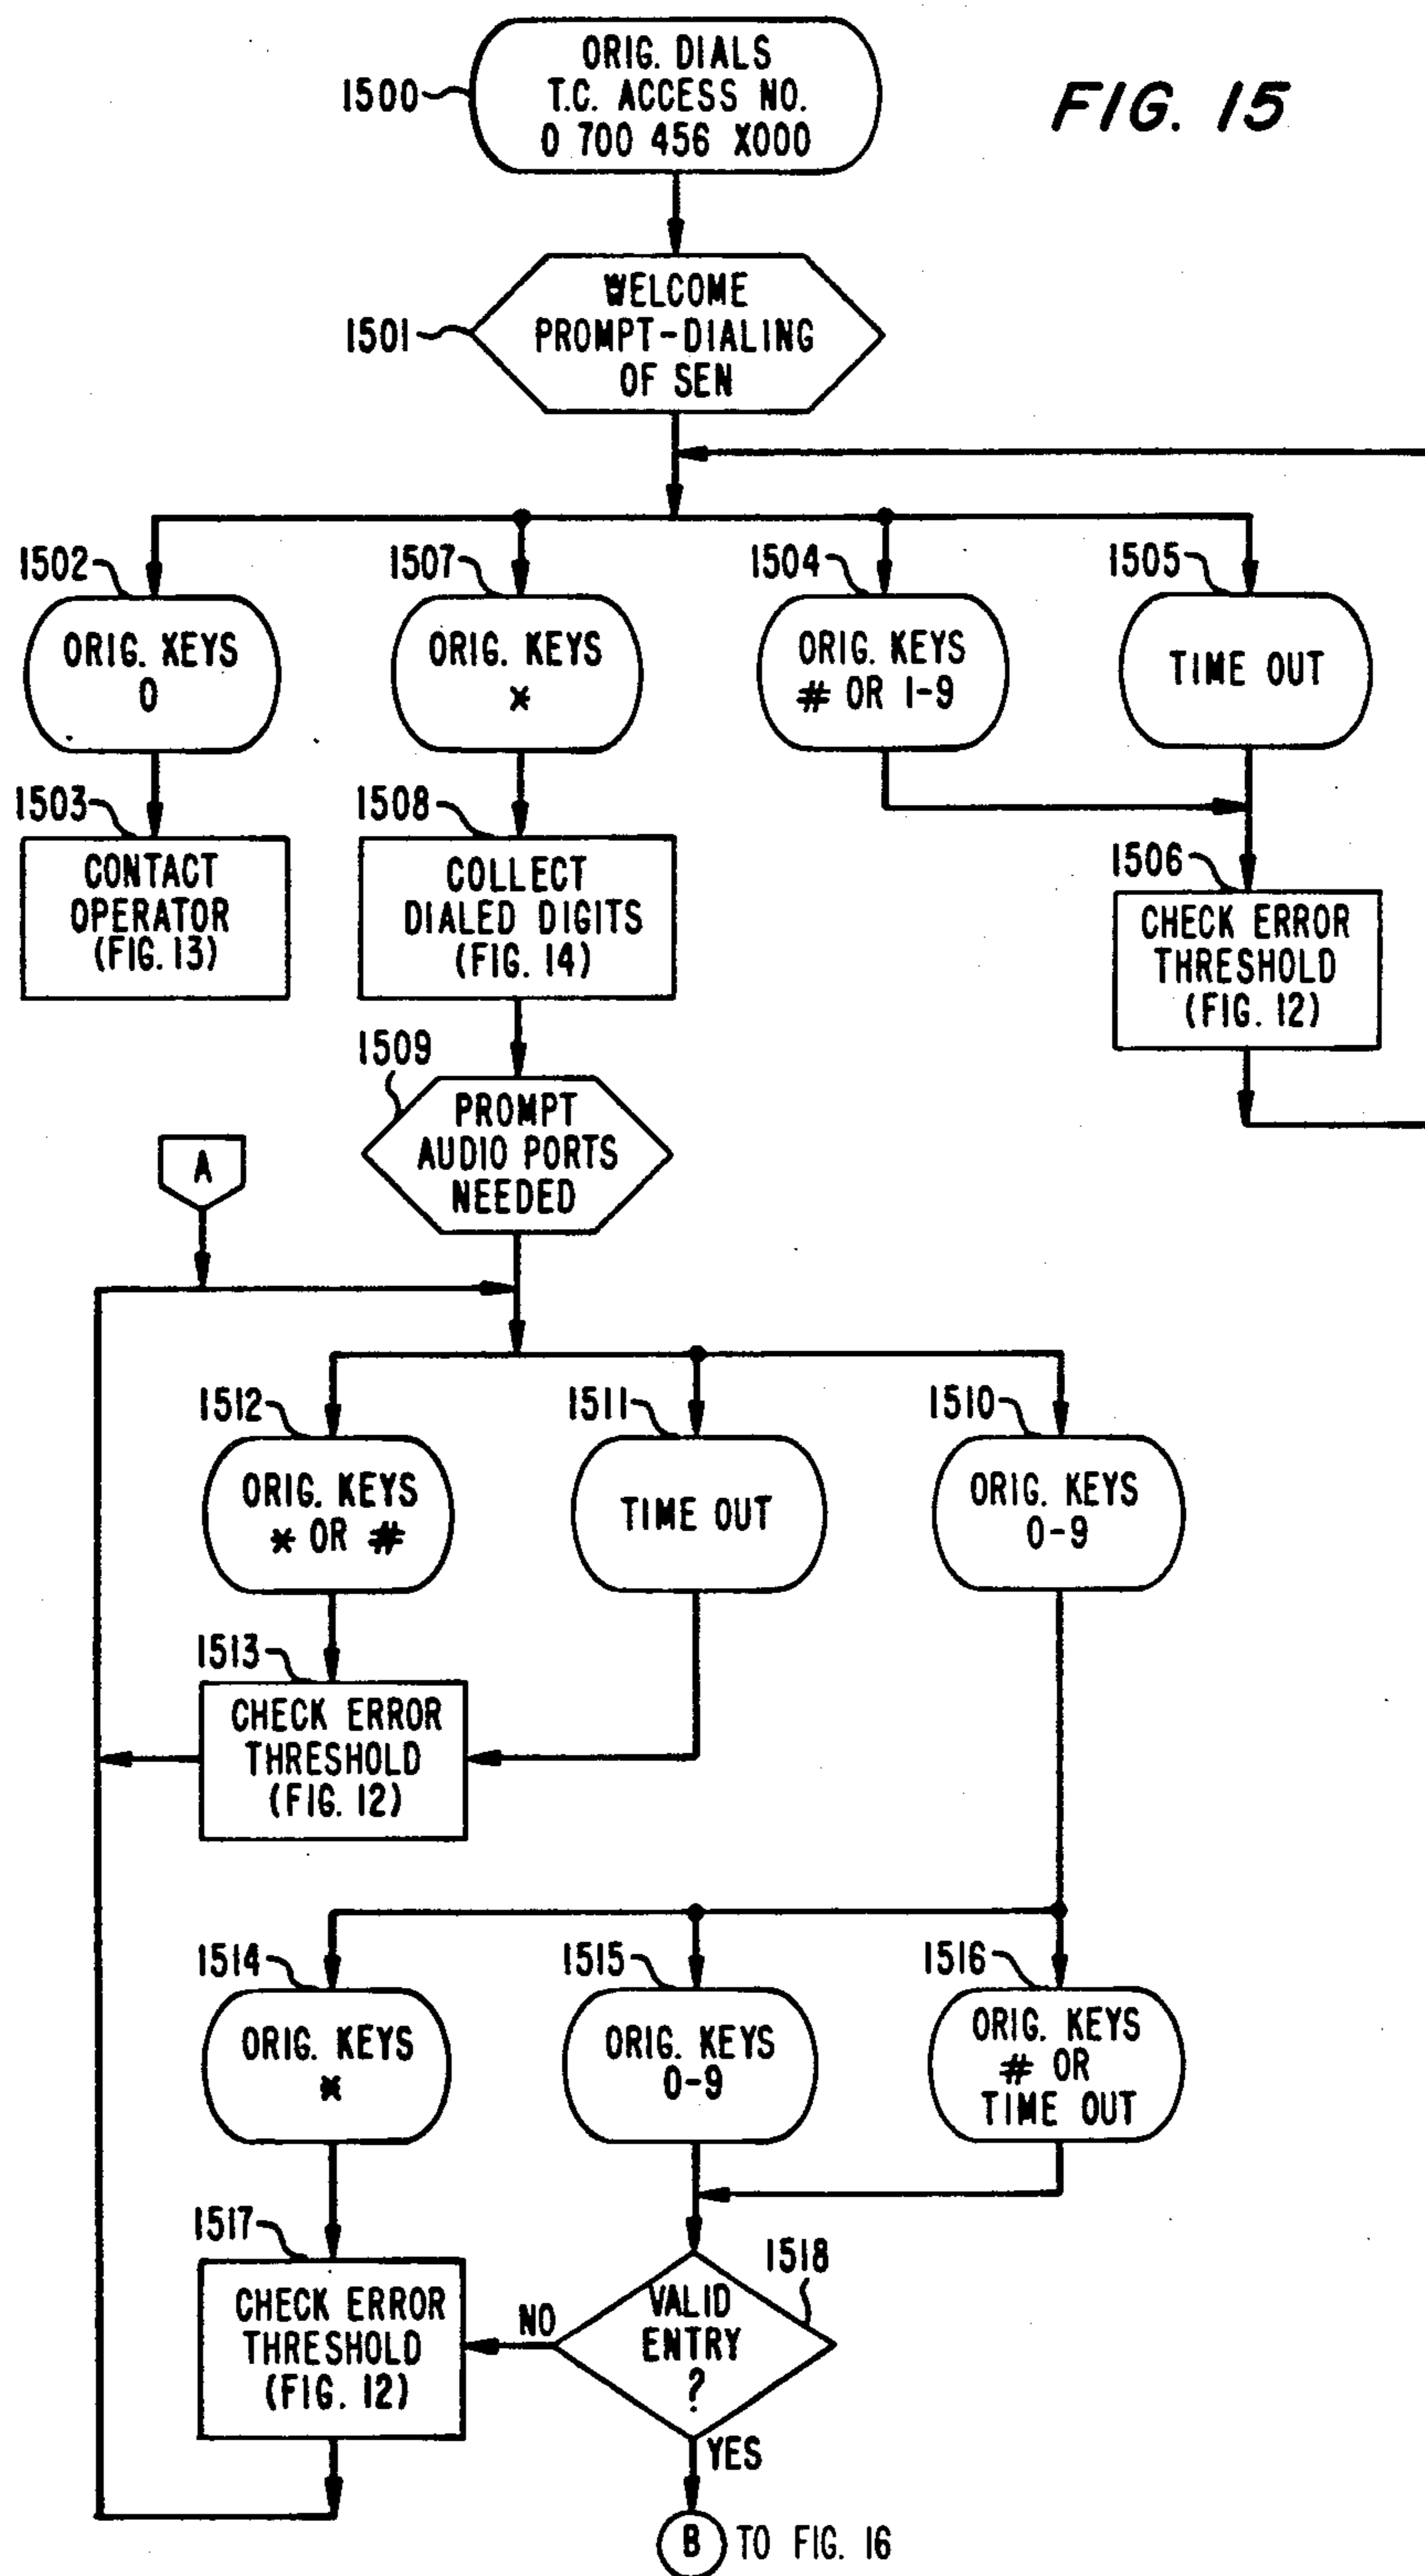 FIG. 15
1500
ORIG. DIALS
T.C. ACCESS NO.
0 700 456 X000
1501
WELCOME
PROMPT-DIALING
OF SEN
1502
ORIG. KEYS
0
1507
ORIG. KEYS
*
1504
ORIG. KEYS
# OR 1-9
1505
TIME OUT
1503
CONTACT
OPERATOR
(FIG. 13)
1508
COLLECT
DIALED DIGITS
(FIG. 14)
1506
CHECK ERROR
THRESHOLD
(FIG. 12)
1509
PROMPT
AUDIO PORTS
NEEDED
A
1512
ORIG. KEYS
* OR #
1511
TIME OUT
1510
ORIG. KEYS
0-9
1513
CHECK ERROR
THRESHOLD
(FIG. 12)
1514
ORIG. KEYS
*
1515
ORIG. KEYS
0-9
1516
ORIG. KEYS
# OR
TIME OUT
1517
CHECK ERROR
THRESHOLD
(FIG. 12)
NO
1518
VALID
ENTRY
?
YES
B TO FIG. 16